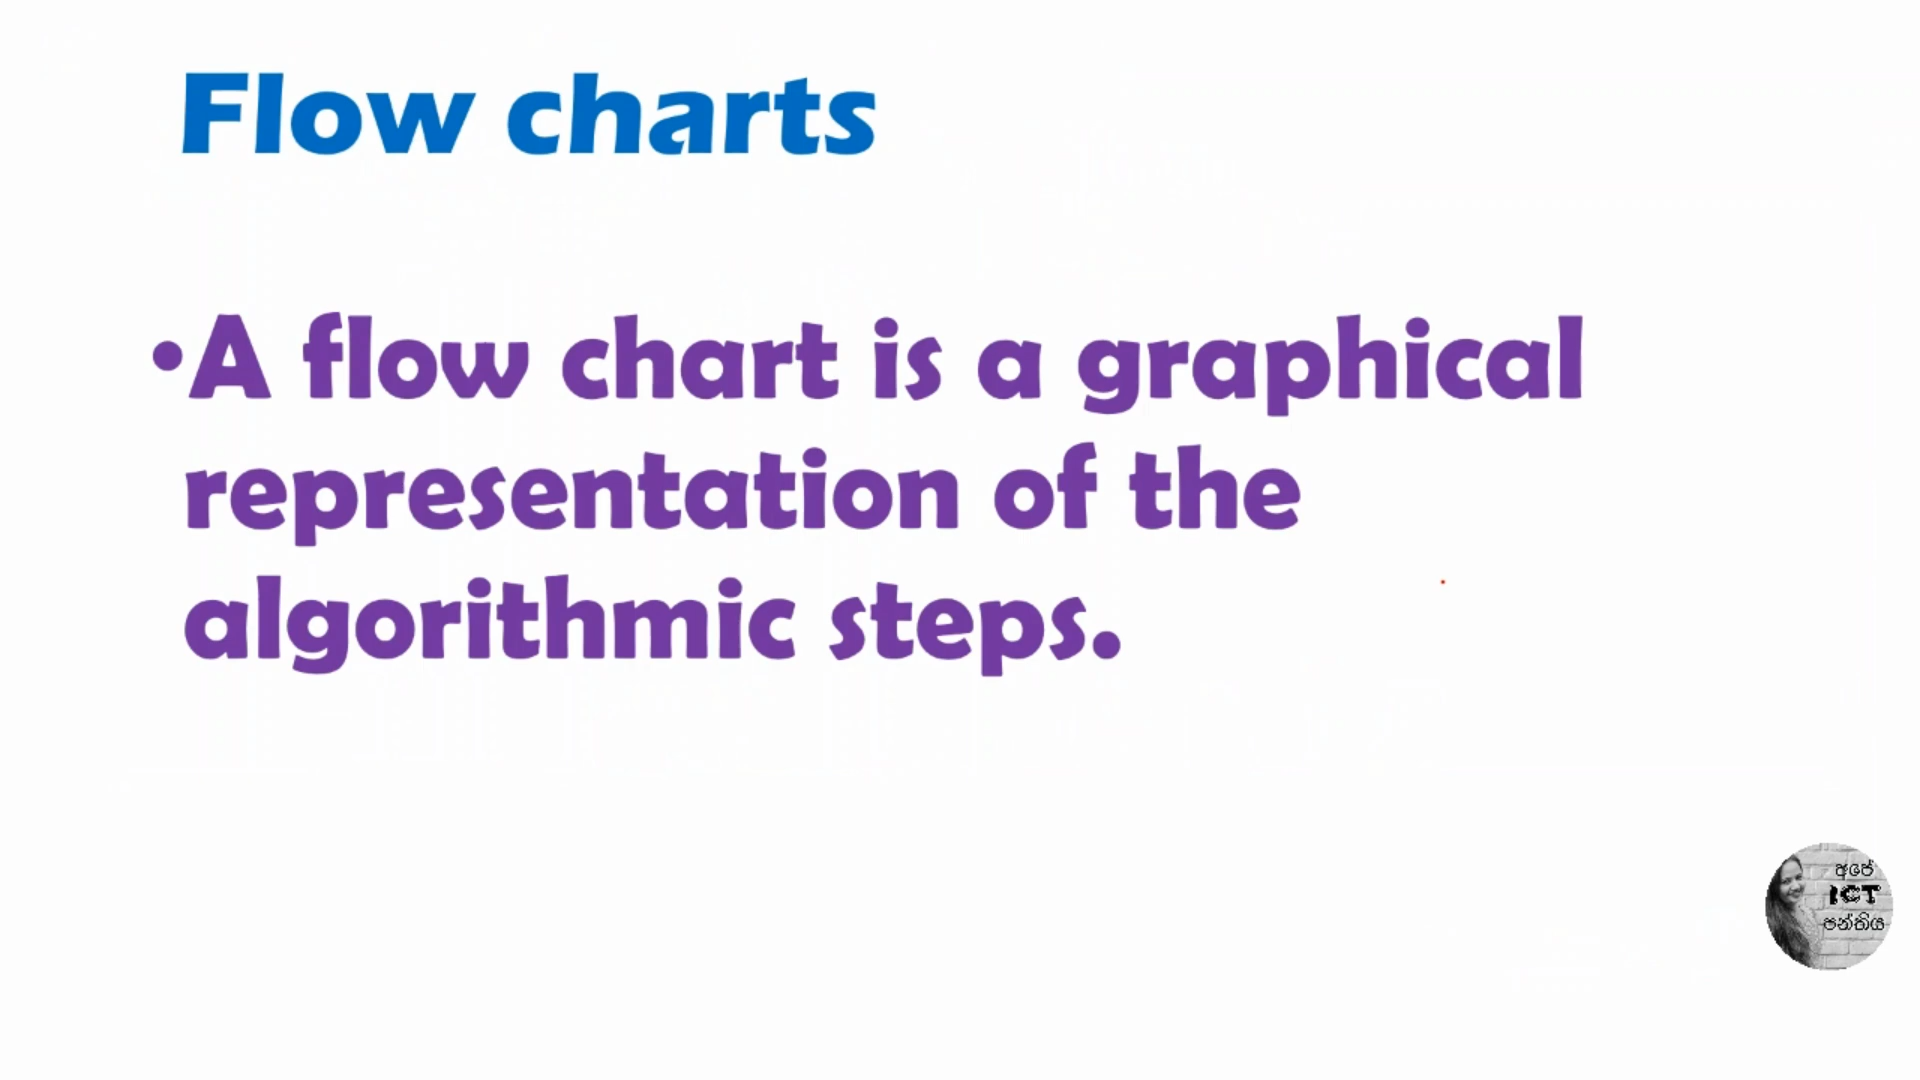 Flow charts
•A flow chart is a graphical
representation of the
algorithmic steps.
අපේ
ICT
පන්තිය